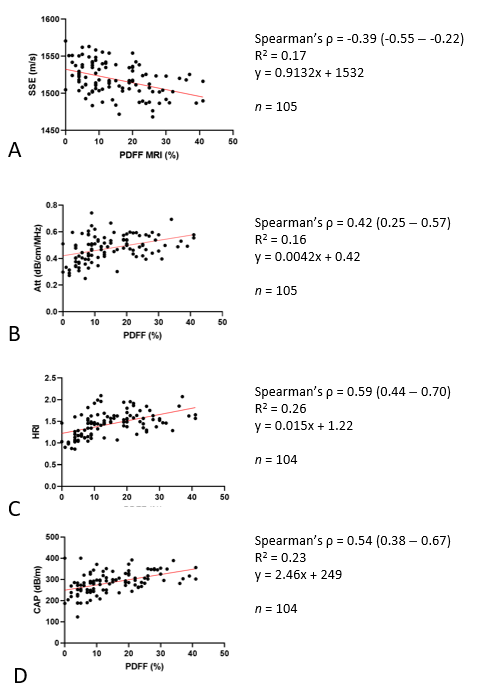 1600
1550
1500
1450
SSE (m/s)
0 10 20 30 40 50
PDFF MRI (%)
A
Spearman's ρ = -0.39 (-0.55 – -0.22)
R² = 0.17
y = 0.9132x + 1532
n = 105
0.8
0.6
0.4
0.2
0.0
Att (dB/cm/MHz)
0 10 20 30 40 50
PDFF (%)
B
Spearman's ρ = 0.42 (0.25 – 0.57)
R² = 0.16
y = 0.0042x + 0.42
n = 105
2.5
2.0
1.5
1.0
0.5
0.0
HRI
0 10 20 30 40 50
C
Spearman's ρ = 0.59 (0.44 – 0.70)
R² = 0.26
y = 0.015x + 1.22
n = 104
500
400
300
200
100
0
CAP (dB/m)
0 10 20 30 40 50
PDFF (%)
D
Spearman's ρ = 0.54 (0.38 – 0.67)
R² = 0.23
y = 2.46x + 249
n = 104